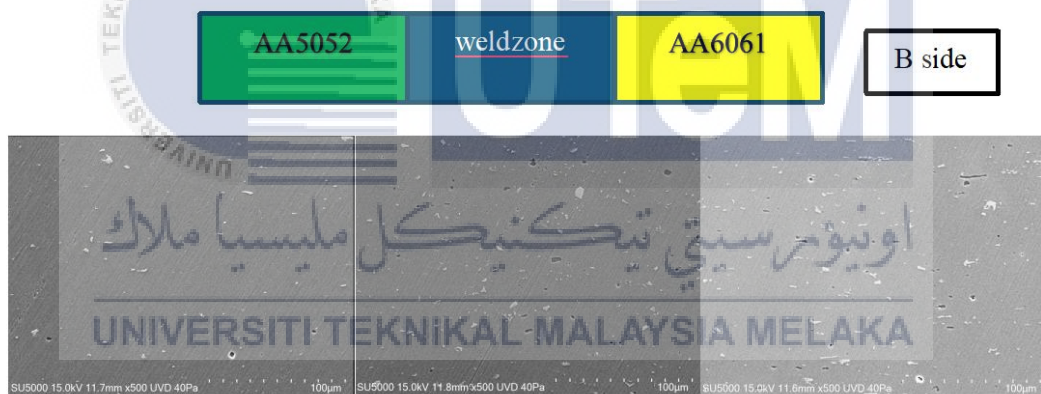 AA5052
weldzone
AA6061
B side
UTeM
اونيۏرسيتي تيكنيكل مليسيا ملاك
UNIVERSITI TEKNIKAL MALAYSIA MELAKA
SU5000 15.0kV 11.7mm x500 UVD 40Pa 100µm
SU5000 15.0kV 11.8mm x500 UVD 40Pa 100µm
SU5000 15.0kV 11.6mm x500 UVD 40Pa 100µm